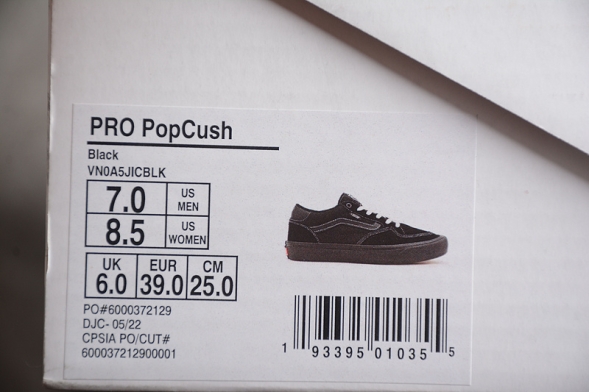 PRO PopCush
Black
VN0A5JICBLK
7.0 US MEN
8.5 US WOMEN
UK EUR CM
6.0 39.0 25.0
PO#6000372129
DJC- 05/22
CPSIA PO/CUT#
600037212900001
1 93395 01035 5